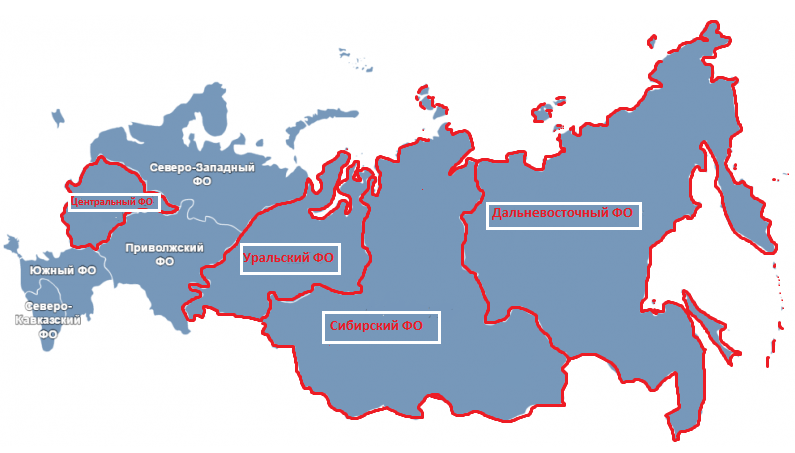 Северо-Западный
ФО
Центральный ФО
Дальневосточный ФО
Приволжский
ФО
Уральский ФО
Южный ФО
Северо-
Кавказский
ФО
Сибирский ФО